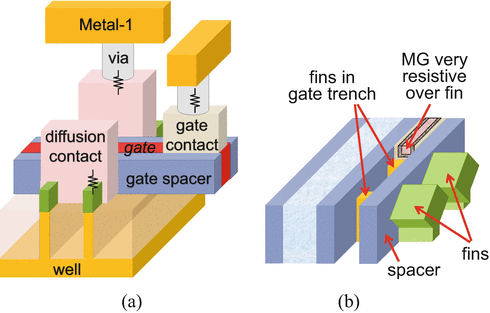 Metal-1
via
diffusion
contact
gate
gate
contact
gate spacer
well
(a)
fins in
gate trench
MG very
resistive
over fin
spacer
fins
(b)